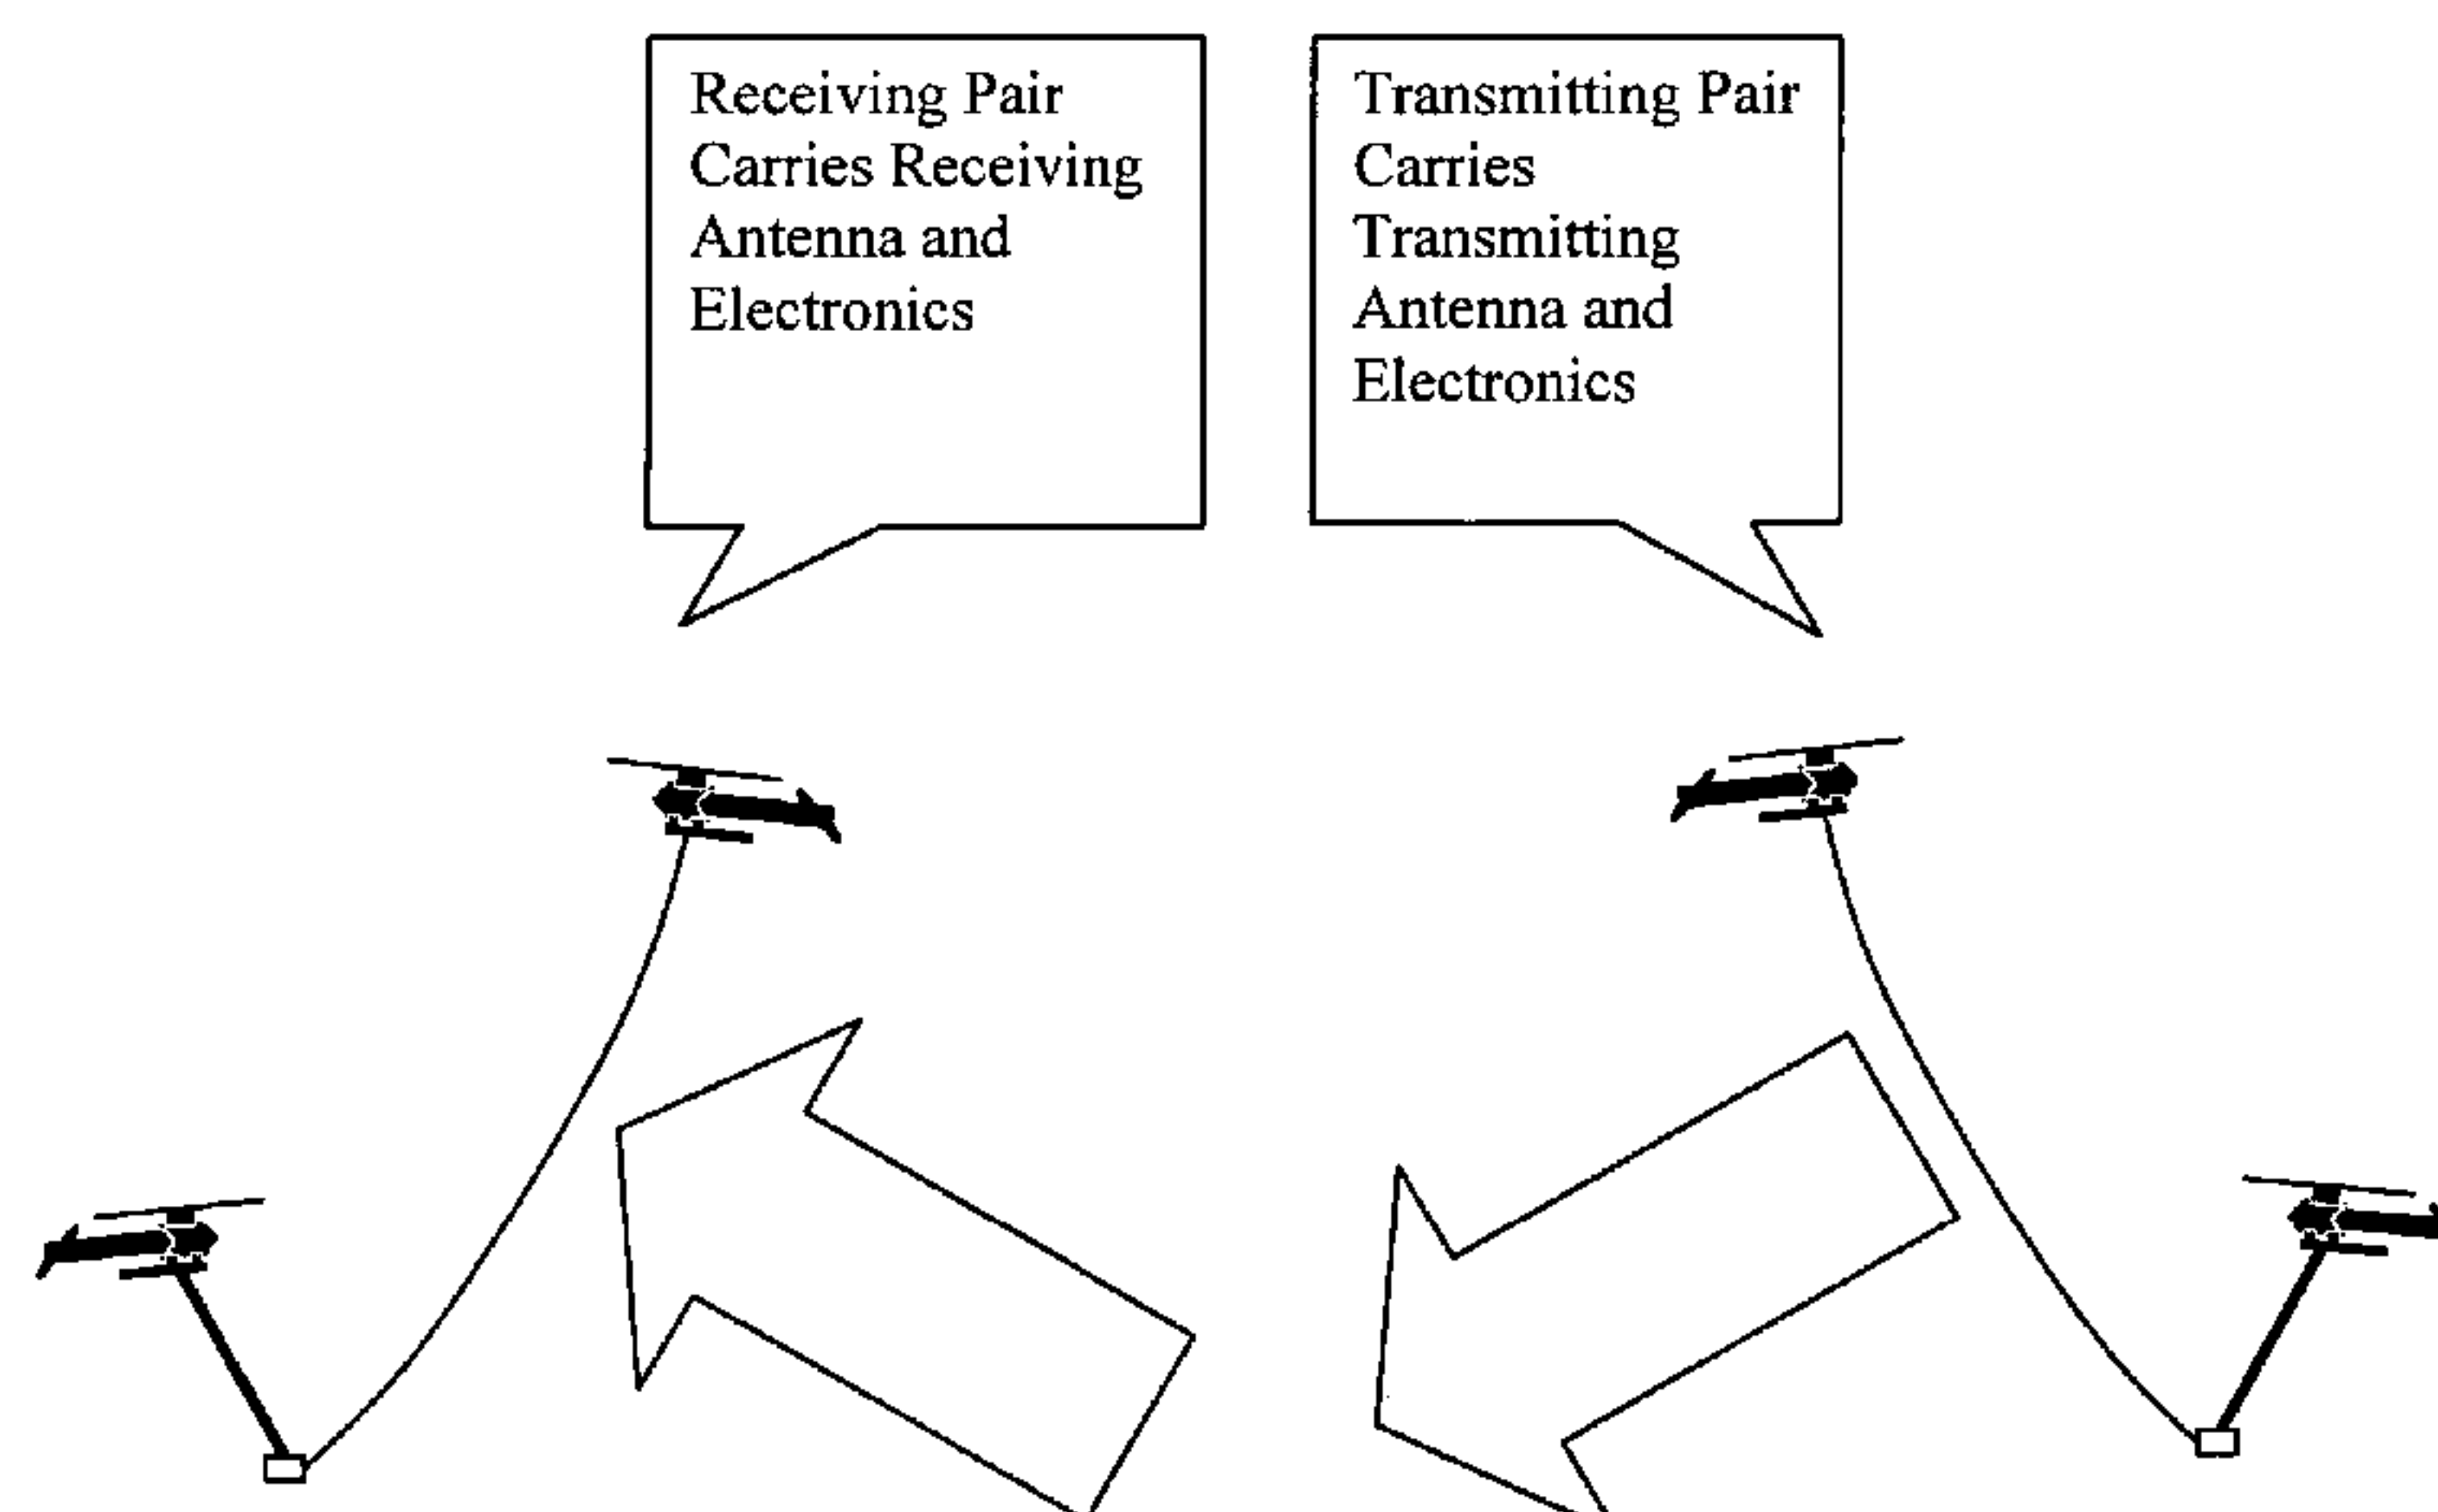 Receiving Pair
Carries Receiving
Antenna and
Electronics
Transmitting Pair
Carries
Transmitting
Antenna and
Electronics